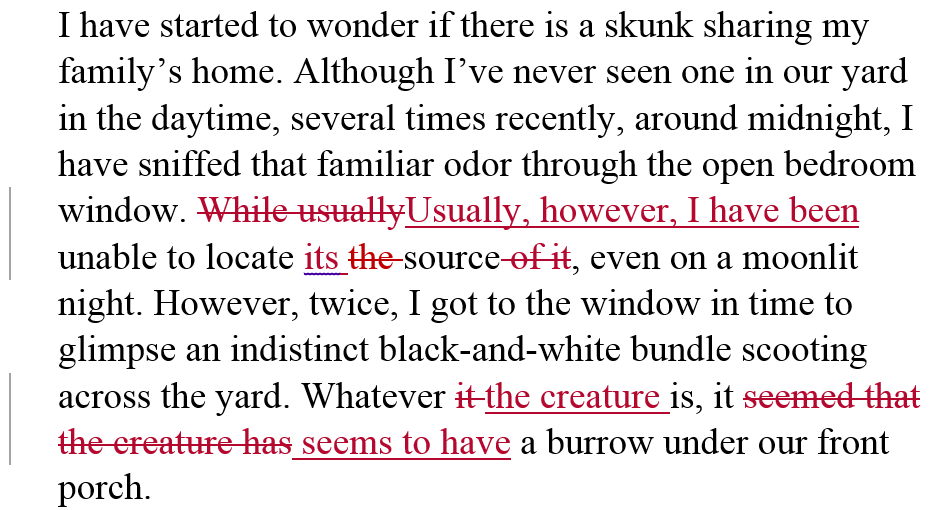 I have started to wonder if there is a skunk sharing my
family’s home. Although I’ve never seen one in our yard
in the daytime, several times recently, around midnight, I
have sniffed that familiar odor through the open bedroom
window. While usuallyUsually, however, I have been
unable to locate its the source of it, even on a moonlit
night. However, twice, I got to the window in time to
glimpse an indistinct black-and-white bundle scooting
across the yard. Whatever it the creature is, it seemed that
the creature has seems to have a burrow under our front
porch.